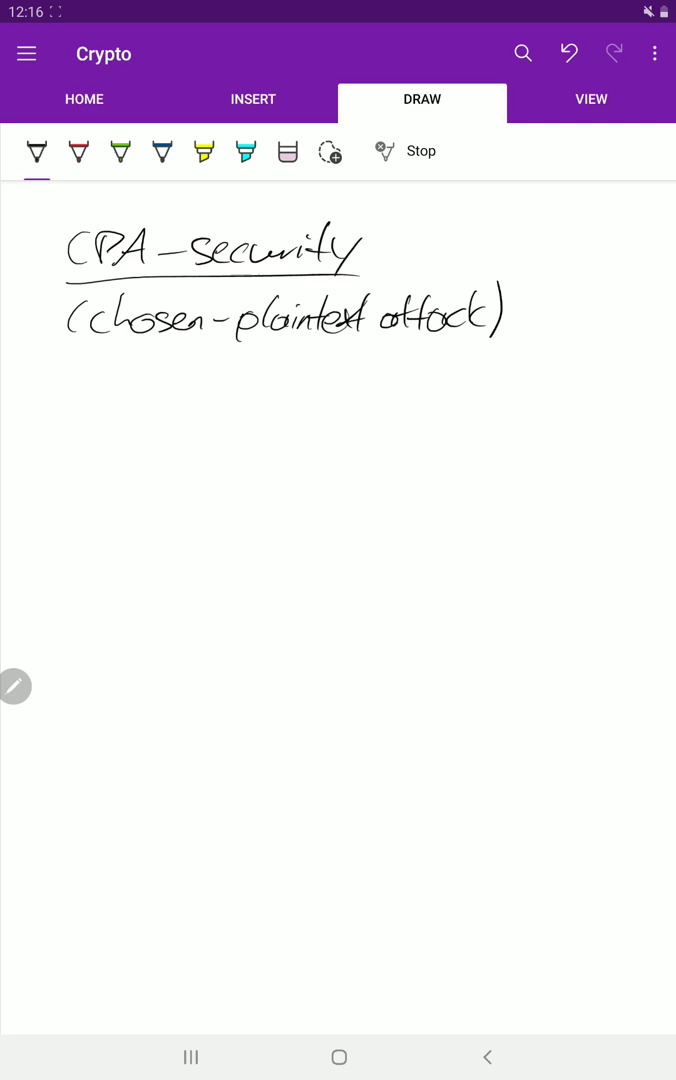 12:16
Crypto
HOME INSERT DRAW VIEW
Stop
CPA-security
(chosen-plaintext attack)